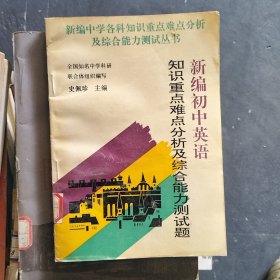 新编中学各科知识重点难点分析
及综合能力测试丛书
全国知名中学科研
联合体组织编写
史佩珍 主编
新编初中英语
知识重点难点分析及综合能力测试题